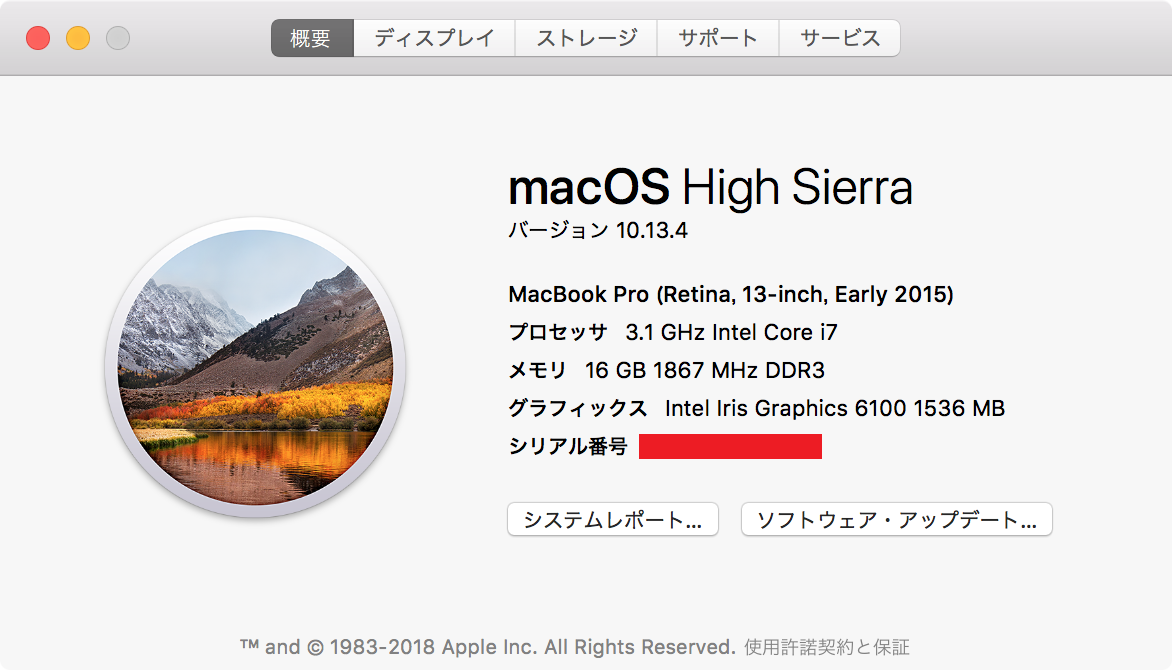 概要 ディスプレイ ストレージ サポート サービス
macOS High Sierra
バージョン 10.13.4
MacBook Pro (Retina, 13-inch, Early 2015)
プロセッサ 3.1 GHz Intel Core i7
メモリ 16 GB 1867 MHz DDR3
グラフィックス Intel Iris Graphics 6100 1536 MB
シリアル番号
システムレポート... ソフトウェア・アップデート...
™ and © 1983-2018 Apple Inc. All Rights Reserved. 使用許諾契約と保証